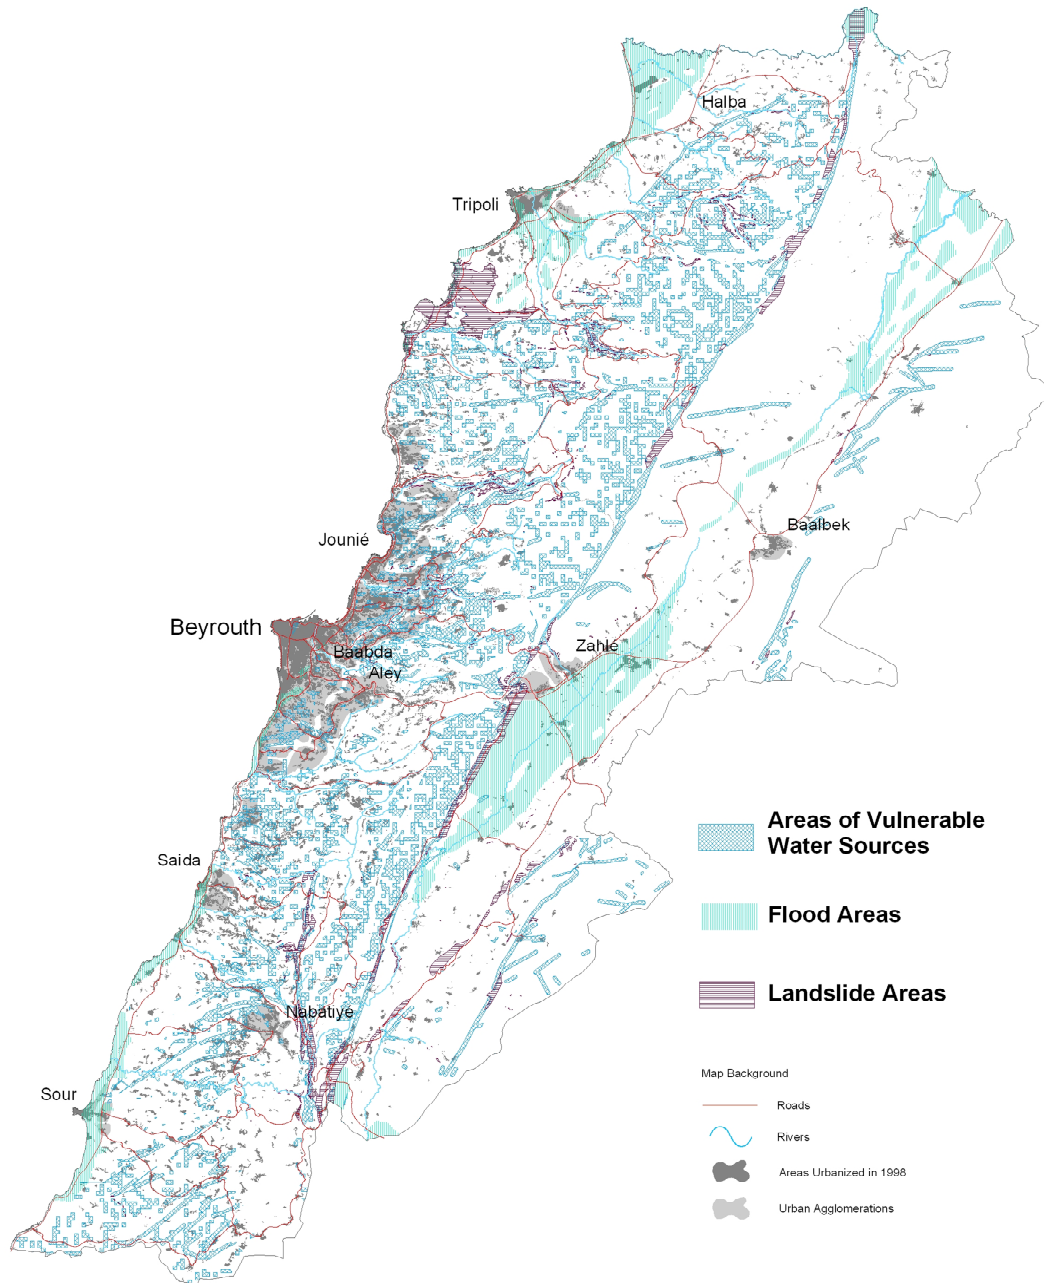 Halba
Tripoli
Baalbek
Jounié
Beyrouth
Baabda
Aley
Zahlé
Areas of Vulnerable
Water Sources
Saida
Flood Areas
Landslide Areas
Nabatiyé
Map Background
Sour
Roads
Rivers
Areas Urbanized in 1998
Urban Agglomerations